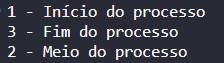 1 - Início do processo
3 - Fim do processo
2 - Meio do processo